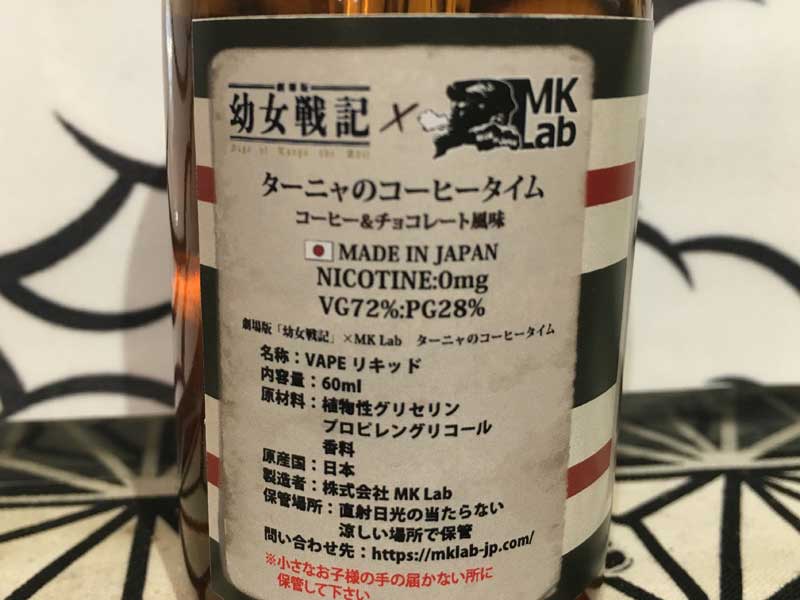 劇場版
幼女戦記
Saga of Tanya the Evil
×
MK
Lab
ターニャのコーヒータイム
コーヒー&チョコレート風味
MADE IN JAPAN
NICOTINE:0mg
VG72%:PG28%
劇場版「幼女戦記」×MK Lab ターニャのコーヒータイム
名称：VAPE リキッド
内容量：60ml
原材料：植物性グリセリン
プロピレングリコール
香料
原産国：日本
製造者：株式会社 MK Lab
保管場所：直射日光の当たらない
涼しい場所で保管
問い合わせ先：https://mklab-jp.com/
※小さなお子様の手の届かない所に
保管して下さい